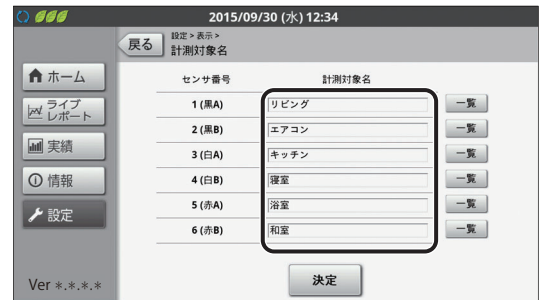 2015/09/30 (水) 12:34
戻る
設定 > 表示 >
計測対象名
ホーム
ライブ
レポート
実績
情報
設定
Ver *.*.*.*
センサ番号 計測対象名
1 (黒A) リビング 一覧
2 (黒B) エアコン 一覧
3 (白A) キッチン 一覧
4 (白B) 寝室 一覧
5 (赤A) 浴室 一覧
6 (赤B) 和室 一覧
決定